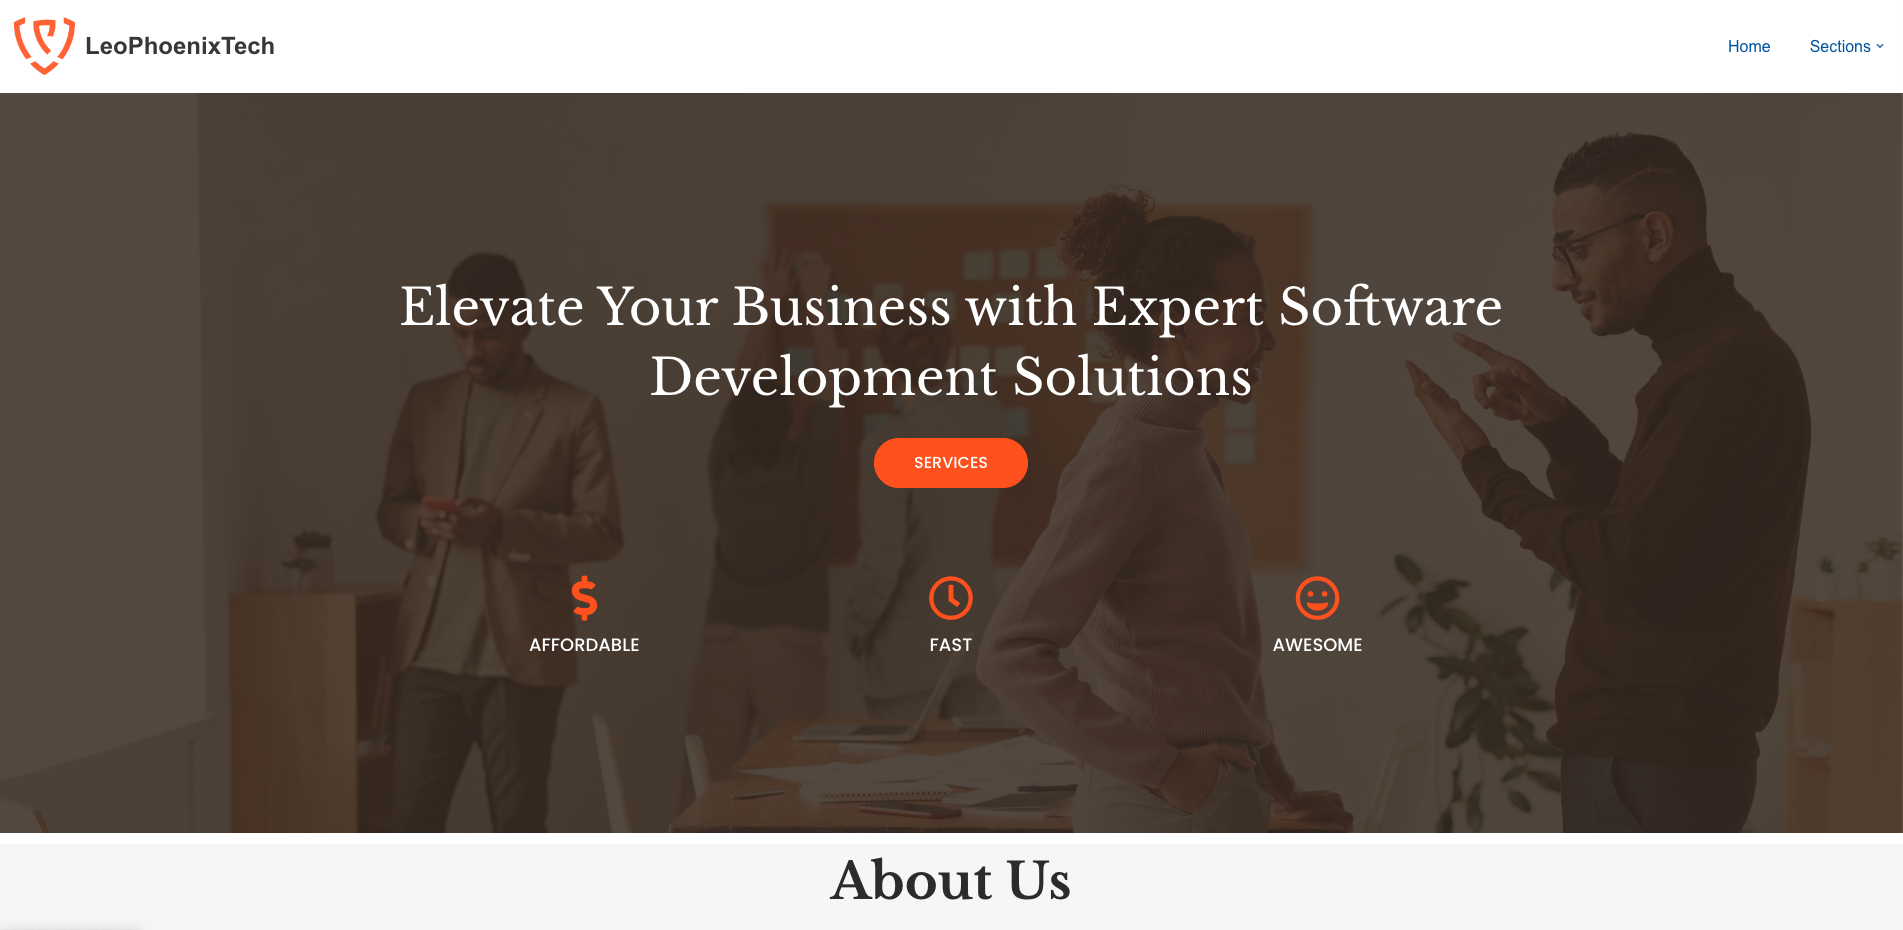 LeoPhoenixTech
Home
Sections
Elevate Your Business with Expert Software
Development Solutions
SERVICES
AFFORDABLE
FAST
AWESOME
About Us